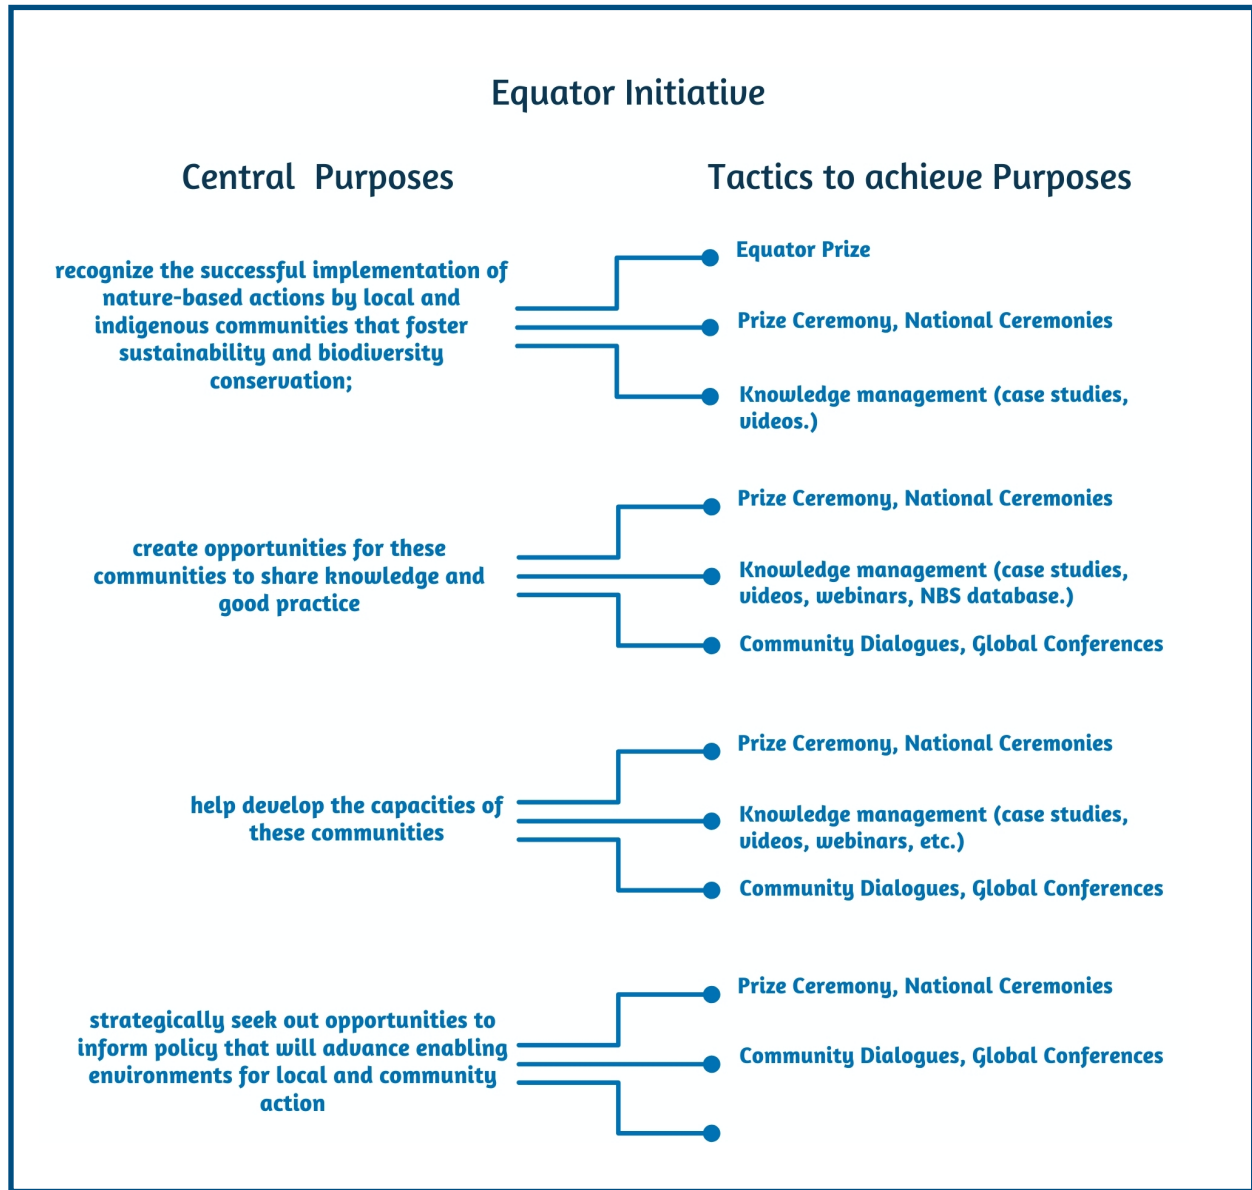 Equator Initiative
Central Purposes
Tactics to achieve Purposes
recognize the successful implementation of
nature-based actions by local and
indigenous communities that foster
sustainability and biodiversity
conservation;
Equator Prize
Prize Ceremony, National Ceremonies
Knowledge management (case studies,
videos.)
create opportunities for these
communities to share knowledge and
good practice
Prize Ceremony, National Ceremonies
Knowledge management (case studies,
videos, webinars, NBS database.)
Community Dialogues, Global Conferences
help develop the capacities of
these communities
Prize Ceremony, National Ceremonies
Knowledge management (case studies,
videos, webinars, etc.)
Community Dialogues, Global Conferences
strategically seek out opportunities to
inform policy that will advance enabling
environments for local and community
action
Prize Ceremony, National Ceremonies
Community Dialogues, Global Conferences